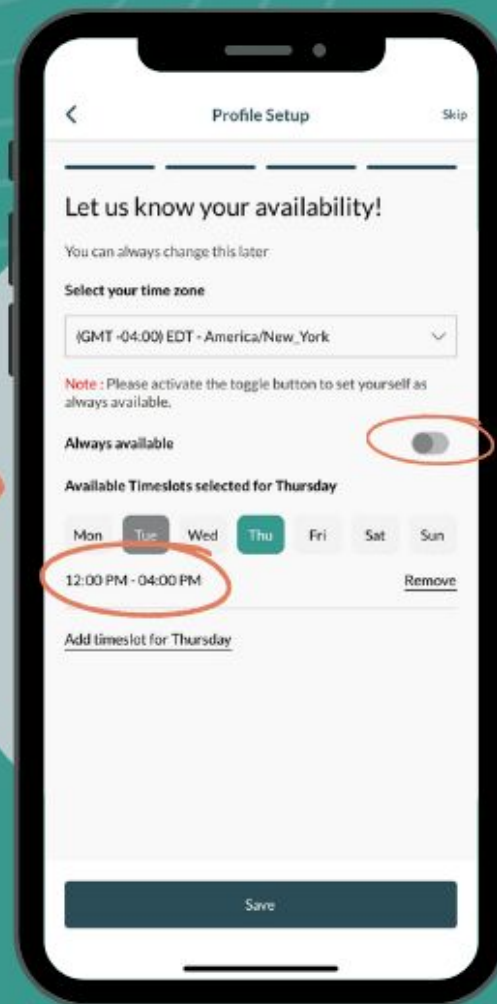 Profile Setup
Skip
Let us know your availability!
You can always change this later
Select your time zone
(GMT -04:00) EDT - America/New_York
Note : Please activate the toggle button to set yourself as
always available.
Always available
Available Timeslots selected for Thursday
Mon Tue Wed Thu Fri Sat Sun
12:00 PM - 04:00 PM
Remove
Add timeslot for Thursday
Save